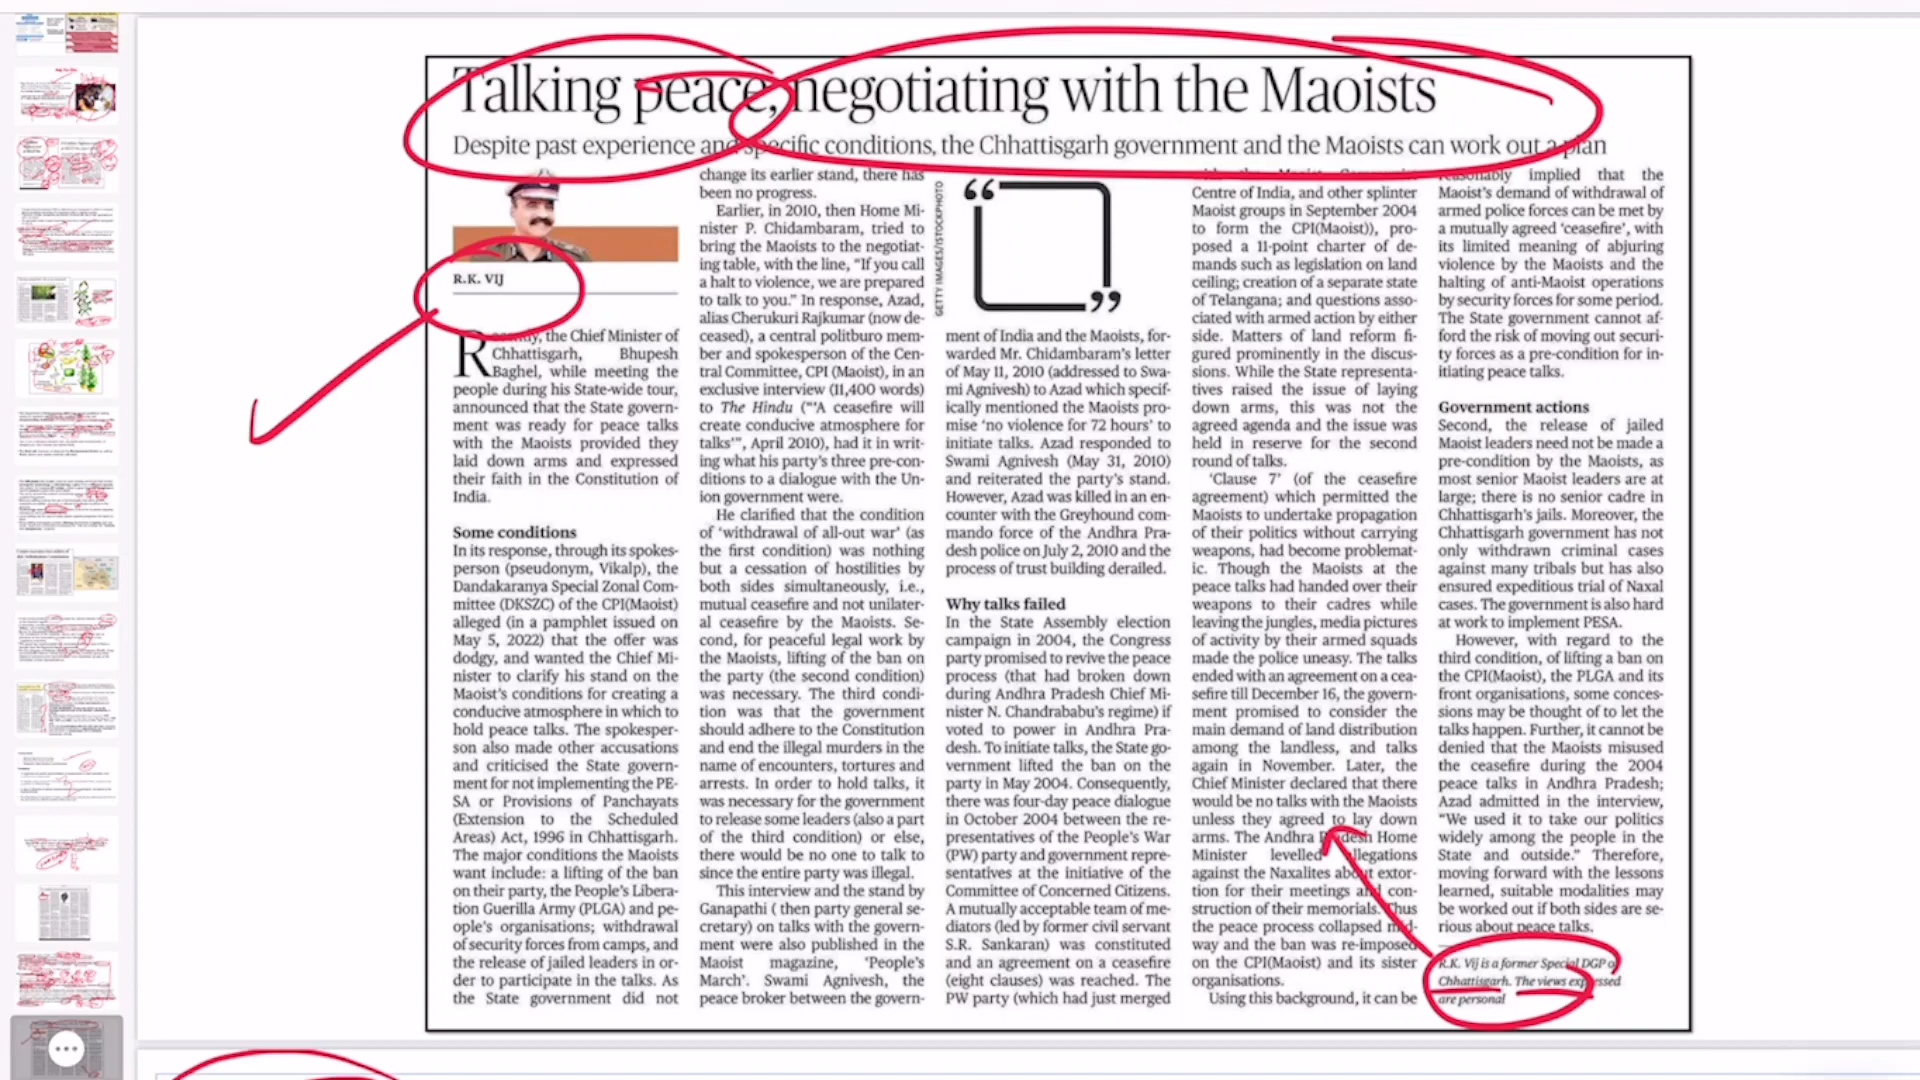 Talking peace, negotiating with the Maoists
Despite past experience and specific conditions, the Chhattisgarh government and the Maoists can work out a plan
R.K. VIJ
Recently, the Chief Minister of
Chhattisgarh, Bhupesh
Baghel, while meeting the
people during his State-wide tour,
announced that the State govern-
ment was ready for peace talks
with the Maoists provided they
laid down arms and expressed
their faith in the Constitution of
India.
Some conditions
In its response, through its spokes-
person (pseudonym, Vikalp), the
Dandakaranya Special Zonal Com-
mittee (DKSZC) of the CPI(Maoist)
alleged (in a pamphlet issued on
May 5, 2022) that the offer was
dodgy, and wanted the Chief Mi-
nister to clarify his stand on the
Maoist's conditions for creating a
conducive atmosphere in which to
hold peace talks. The spokesper-
son also made other accusations
and criticised the State govern-
ment for not implementing the PE-
SA or Provisions of Panchayats
(Extension to the Scheduled
Areas) Act, 1996 in Chhattisgarh.
The major conditions the Maoists
want include: a lifting of the ban
on their party, the People's Libera-
tion Guerilla Army (PLGA) and pe-
ople's organisations; withdrawal
of security forces from camps, and
the release of jailed leaders in or-
der to participate in the talks. As
the State government did not
change its earlier stand, there has
been no progress.
Earlier, in 2010, then Home Mi-
nister P. Chidambaram, tried to
bring the Maoists to the negotiat-
ing table, with the line, "If you call
a halt to violence, we are prepared
to talk to you." In response, Azad,
alias Cherukuri Rajkumar (now de-
ceased), a central politburo mem-
ber and spokesperson of the Cen-
tral Committee, CPI (Maoist), in an
exclusive interview (11,400 words)
to The Hindu ("'A ceasefire will
create conducive atmosphere for
talks'", April 2010), had it in writ-
ing what his party's three pre-con-
ditions to a dialogue with the Un-
ion government were.
He clarified that the condition
of 'withdrawal of all-out war' (as
the first condition) was nothing
but a cessation of hostilities by
both sides simultaneously, i.e.,
mutual ceasefire and not unilater-
al ceasefire by the Maoists. Se-
cond, for peaceful legal work by
the Maoists, lifting of the ban on
the party (the second condition)
was necessary. The third condi-
tion was that the government
should adhere to the Constitution
and end the illegal murders in the
name of encounters, tortures and
arrests. In order to hold talks, it
was necessary for the government
to release some leaders (also a part
of the third condition) or else,
there would be no one to talk to
since the entire party was illegal.
This interview and the stand by
Ganapathi ( then party general se-
cretary) on talks with the govern-
ment were also published in the
Maoist magazine, 'People's
March'. Swami Agnivesh, the
peace broker between the govern-
GETTY IMAGES/ISTOCKPHOTO
ment of India and the Maoists, for-
warded Mr. Chidambaram's letter
of May 11, 2010 (addressed to Swa-
mi Agnivesh) to Azad which specif-
ically mentioned the Maoists pro-
mise 'no violence for 72 hours' to
initiate talks. Azad responded to
Swami Agnivesh (May 31, 2010)
and reiterated the party's stand.
However, Azad was killed in an en-
counter with the Greyhound com-
mando force of the Andhra Pra-
desh police on July 2, 2010 and the
process of trust building derailed.
Why talks failed
In the State Assembly election
campaign in 2004, the Congress
party promised to revive the peace
process (that had broken down
during Andhra Pradesh Chief Mi-
nister N. Chandrababu's regime) if
voted to power in Andhra Pra-
desh. To initiate talks, the State go-
vernment lifted the ban on the
party in May 2004. Consequently,
there was four-day peace dialogue
in October 2004 between the re-
presentatives of the People's War
(PW) party and government repre-
sentatives at the initiative of the
Committee of Concerned Citizens.
A mutually acceptable team of me-
diators (led by former civil servant
S.R. Sankaran) was constituted
and an agreement on a ceasefire
(eight clauses) was reached. The
PW party (which had just merged
with the Maoist Communist
Centre of India, and other splinter
Maoist groups in September 2004
to form the CPI(Maoist)), pro-
posed a 11-point charter of de-
mands such as legislation on land
ceiling; creation of a separate state
of Telangana; and questions asso-
ciated with armed action by either
side. Matters of land reform fi-
gured prominently in the discus-
sions. While the State representa-
tives raised the issue of laying
down arms, this was not the
agreed agenda and the issue was
held in reserve for the second
round of talks.
'Clause 7' (of the ceasefire
agreement) which permitted the
Maoists to undertake propagation
of their politics without carrying
weapons, had become problemat-
ic. Though the Maoists at the
peace talks had handed over their
weapons to their cadres while
leaving the jungles, media pictures
of activity by their armed squads
made the police uneasy. The talks
ended with an agreement on a cea-
sefire till December 16, the govern-
ment promised to consider the
main demand of land distribution
among the landless, and talks
again in November. Later, the
Chief Minister declared that there
would be no talks with the Maoists
unless they agreed to lay down
arms. The Andhra Pradesh Home
Minister levelled allegations
against the Naxalites about extor-
tion for their meetings and con-
struction of their memorials. Thus
the peace process collapsed mid-
way and the ban was re-imposed
on the CPI(Maoist) and its sister
organisations.
Using this background, it can be
reasonably implied that the
Maoist's demand of withdrawal of
armed police forces can be met by
a mutually agreed 'ceasefire', with
its limited meaning of abjuring
violence by the Maoists and the
halting of anti-Maoist operations
by security forces for some period.
The State government cannot af-
ford the risk of moving out securi-
ty forces as a pre-condition for in-
itiating peace talks.
Government actions
Second, the release of jailed
Maoist leaders need not be made a
pre-condition by the Maoists, as
most senior Maoist leaders are at
large; there is no senior cadre in
Chhattisgarh's jails. Moreover, the
Chhattisgarh government has not
only withdrawn criminal cases
against many tribals but has also
ensured expeditious trial of Naxal
cases. The government is also hard
at work to implement PESA.
However, with regard to the
third condition, of lifting a ban on
the CPI(Maoist), the PLGA and its
front organisations, some conces-
sions may be thought of to let the
talks happen. Further, it cannot be
denied that the Maoists misused
the ceasefire during the 2004
peace talks in Andhra Pradesh;
Azad admitted in the interview,
"We used it to take our politics
widely among the people in the
State and outside." Therefore,
moving forward with the lessons
learned, suitable modalities may
be worked out if both sides are se-
rious about peace talks.
R.K. Vij is a former Special DGP of
Chhattisgarh. The views expressed
are personal